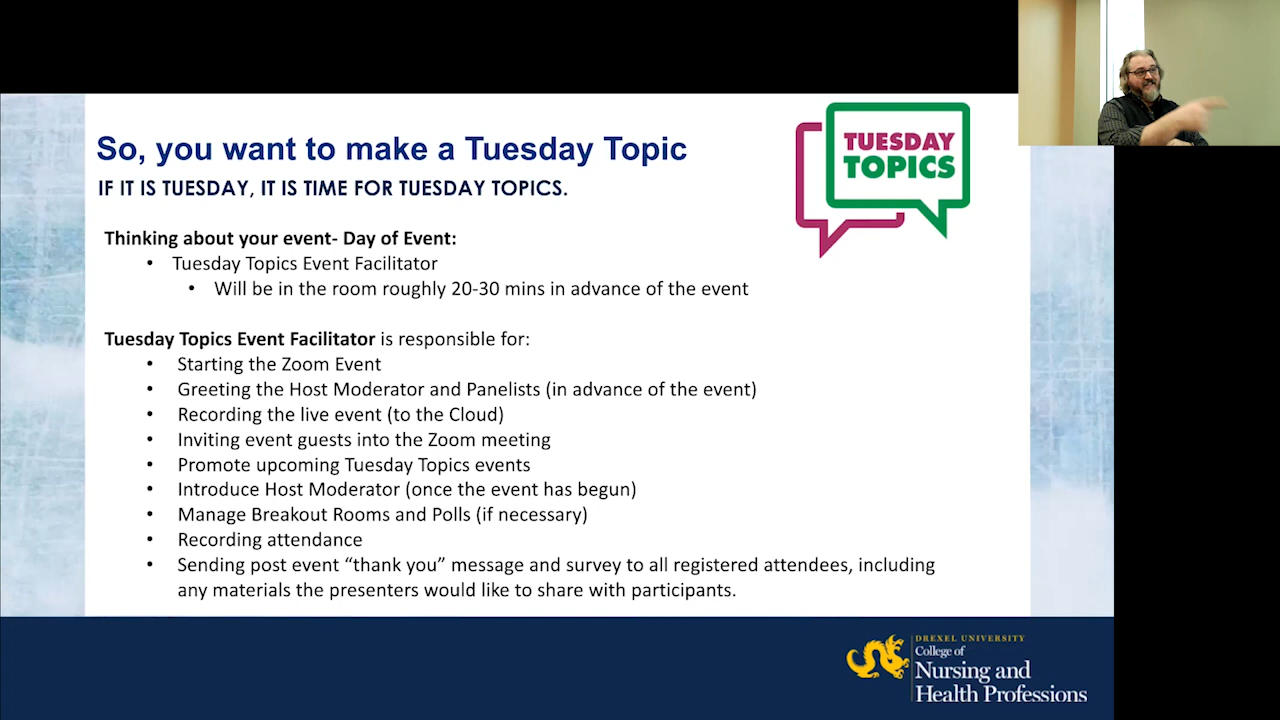 So, you want to make a Tuesday Topic
IF IT IS TUESDAY, IT IS TIME FOR TUESDAY TOPICS.
TUESDAY
TOPICS
Thinking about your event- Day of Event:
• Tuesday Topics Event Facilitator
• Will be in the room roughly 20-30 mins in advance of the event
Tuesday Topics Event Facilitator is responsible for:
• Starting the Zoom Event
• Greeting the Host Moderator and Panelists (in advance of the event)
• Recording the live event (to the Cloud)
• Inviting event guests into the Zoom meeting
• Promote upcoming Tuesday Topics events
• Introduce Host Moderator (once the event has begun)
• Manage Breakout Rooms and Polls (if necessary)
• Recording attendance
• Sending post event “thank you” message and survey to all registered attendees, including
any materials the presenters would like to share with participants.
DREXEL UNIVERSITY
College of
Nursing and
Health Professions